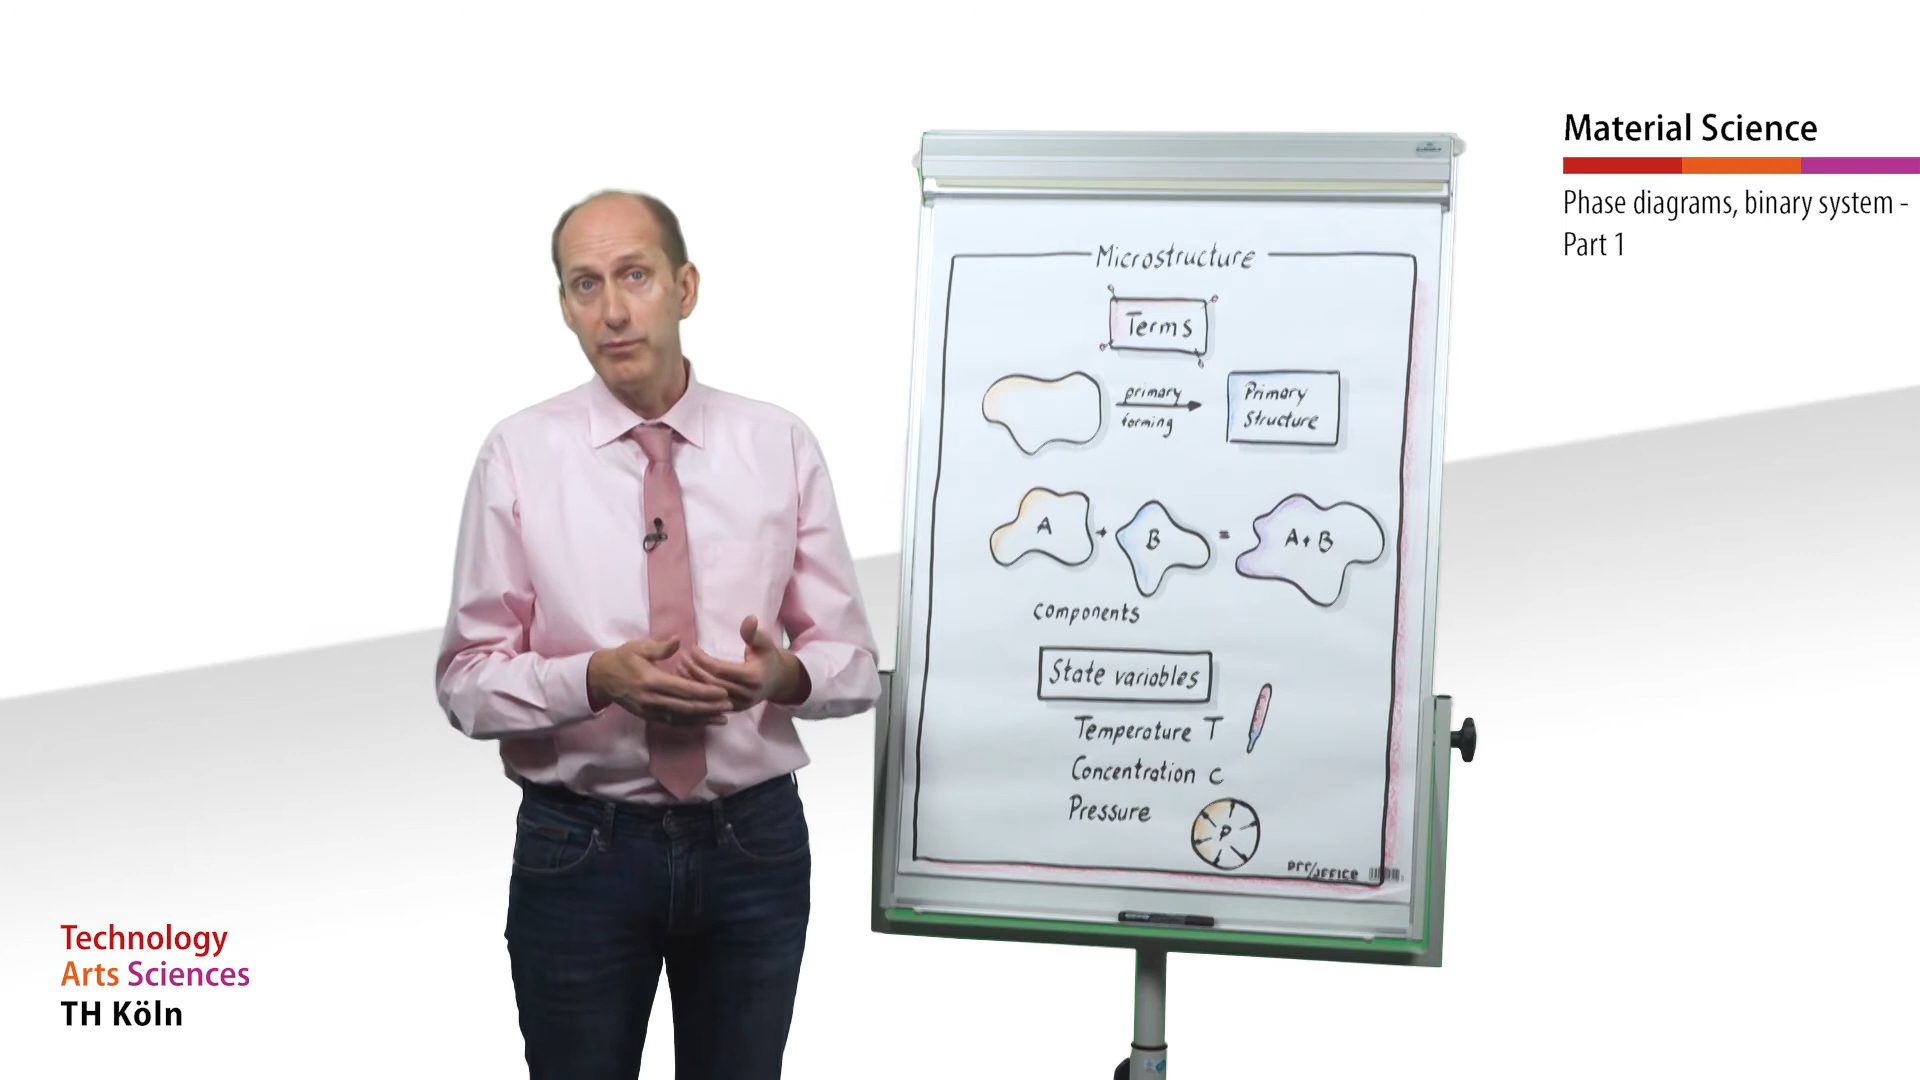 Material Science
Phase diagrams, binary system -
Part 1
Microstructure
Terms
primary
forming
Primary
Structure
A + B = A+B
components
State variables
Temperature T
Concentration c
Pressure
P
Technology
Arts Sciences
TH Köln